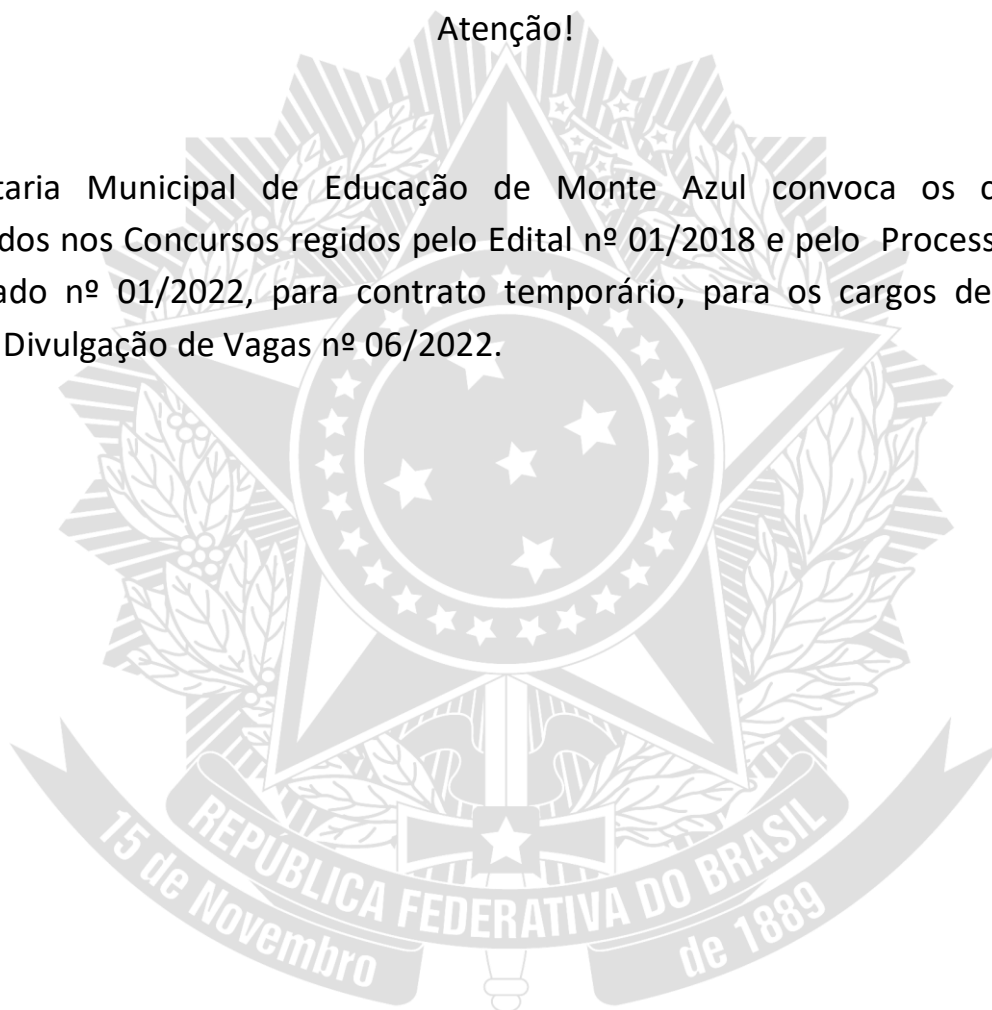 Atenção!
taria Municipal de Educação de Monte Azul convoca os c
dos nos Concursos regidos pelo Edital nº 01/2018 e pelo Process
ado nº 01/2022, para contrato temporário, para os cargos de
Divulgação de Vagas nº 06/2022.
REPÚBLICA FEDERATIVA DO BRASIL
15 de Novembro de 1889